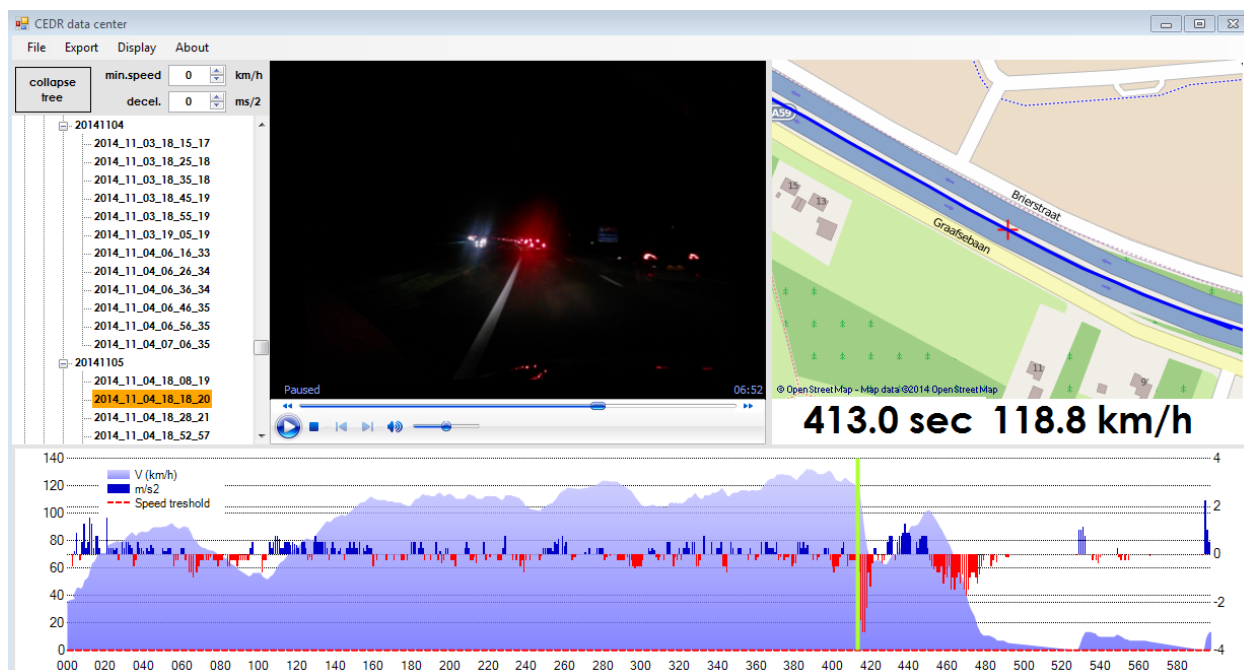 CEDR data center
File Export Display About
collapse tree
min.speed 0 km/h
decel. 0 ms/2
20141104
2014_11_03_18_15_17
2014_11_03_18_25_18
2014_11_03_18_35_18
2014_11_03_18_45_19
2014_11_03_18_55_19
2014_11_03_19_05_19
2014_11_04_06_16_33
2014_11_04_06_26_34
2014_11_04_06_36_34
2014_11_04_06_46_35
2014_11_04_06_56_35
2014_11_04_07_06_35
20141105
2014_11_04_18_08_19
2014_11_04_18_18_20
2014_11_04_18_28_21
2014_11_04_18_52_57
Paused 06:52
A59
15
13
Brierstraat
Graafsebaan
11
9
© OpenStreetMap - Map data ©2014 OpenStreetMap
413.0 sec 118.8 km/h
V (km/h)
m/s2
Speed treshold
140
120
100
80
60
40
20
0
4
2
0
-2
-4
000 020 040 060 080 100 120 140 160 180 200 220 240 260 280 300 320 340 360 380 400 420 440 460 480 500 520 540 560 580